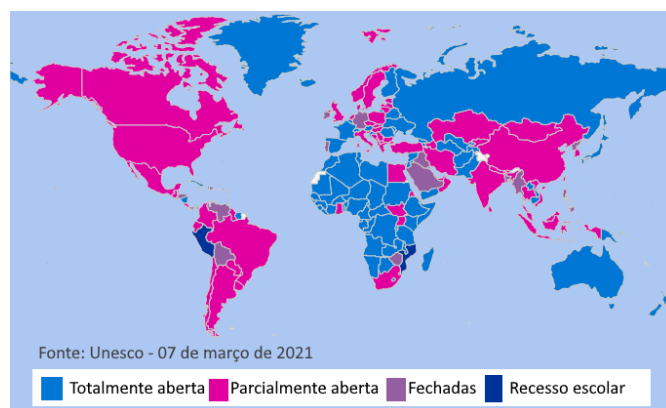 Fonte: Unesco - 07 de março de 2021
Totalmente aberta Parcialmente aberta Fechadas Recesso escolar